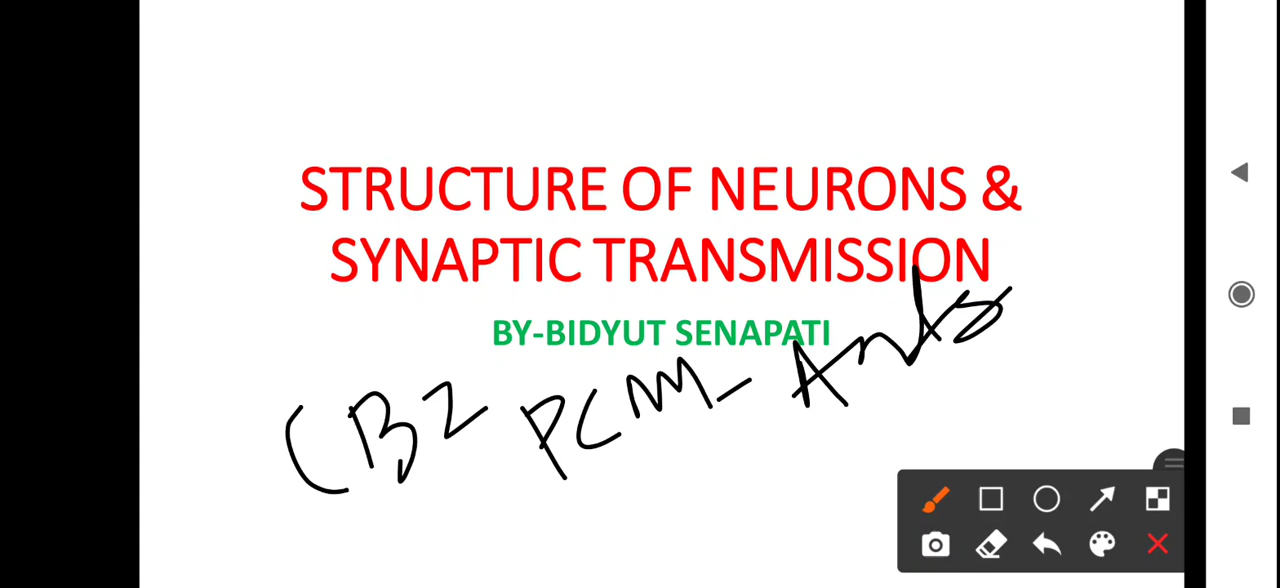 STRUCTURE OF NEURONS &
SYNAPTIC TRANSMISSION
BY-BIDYUT SENAPATI
CBZ PCM- Arts